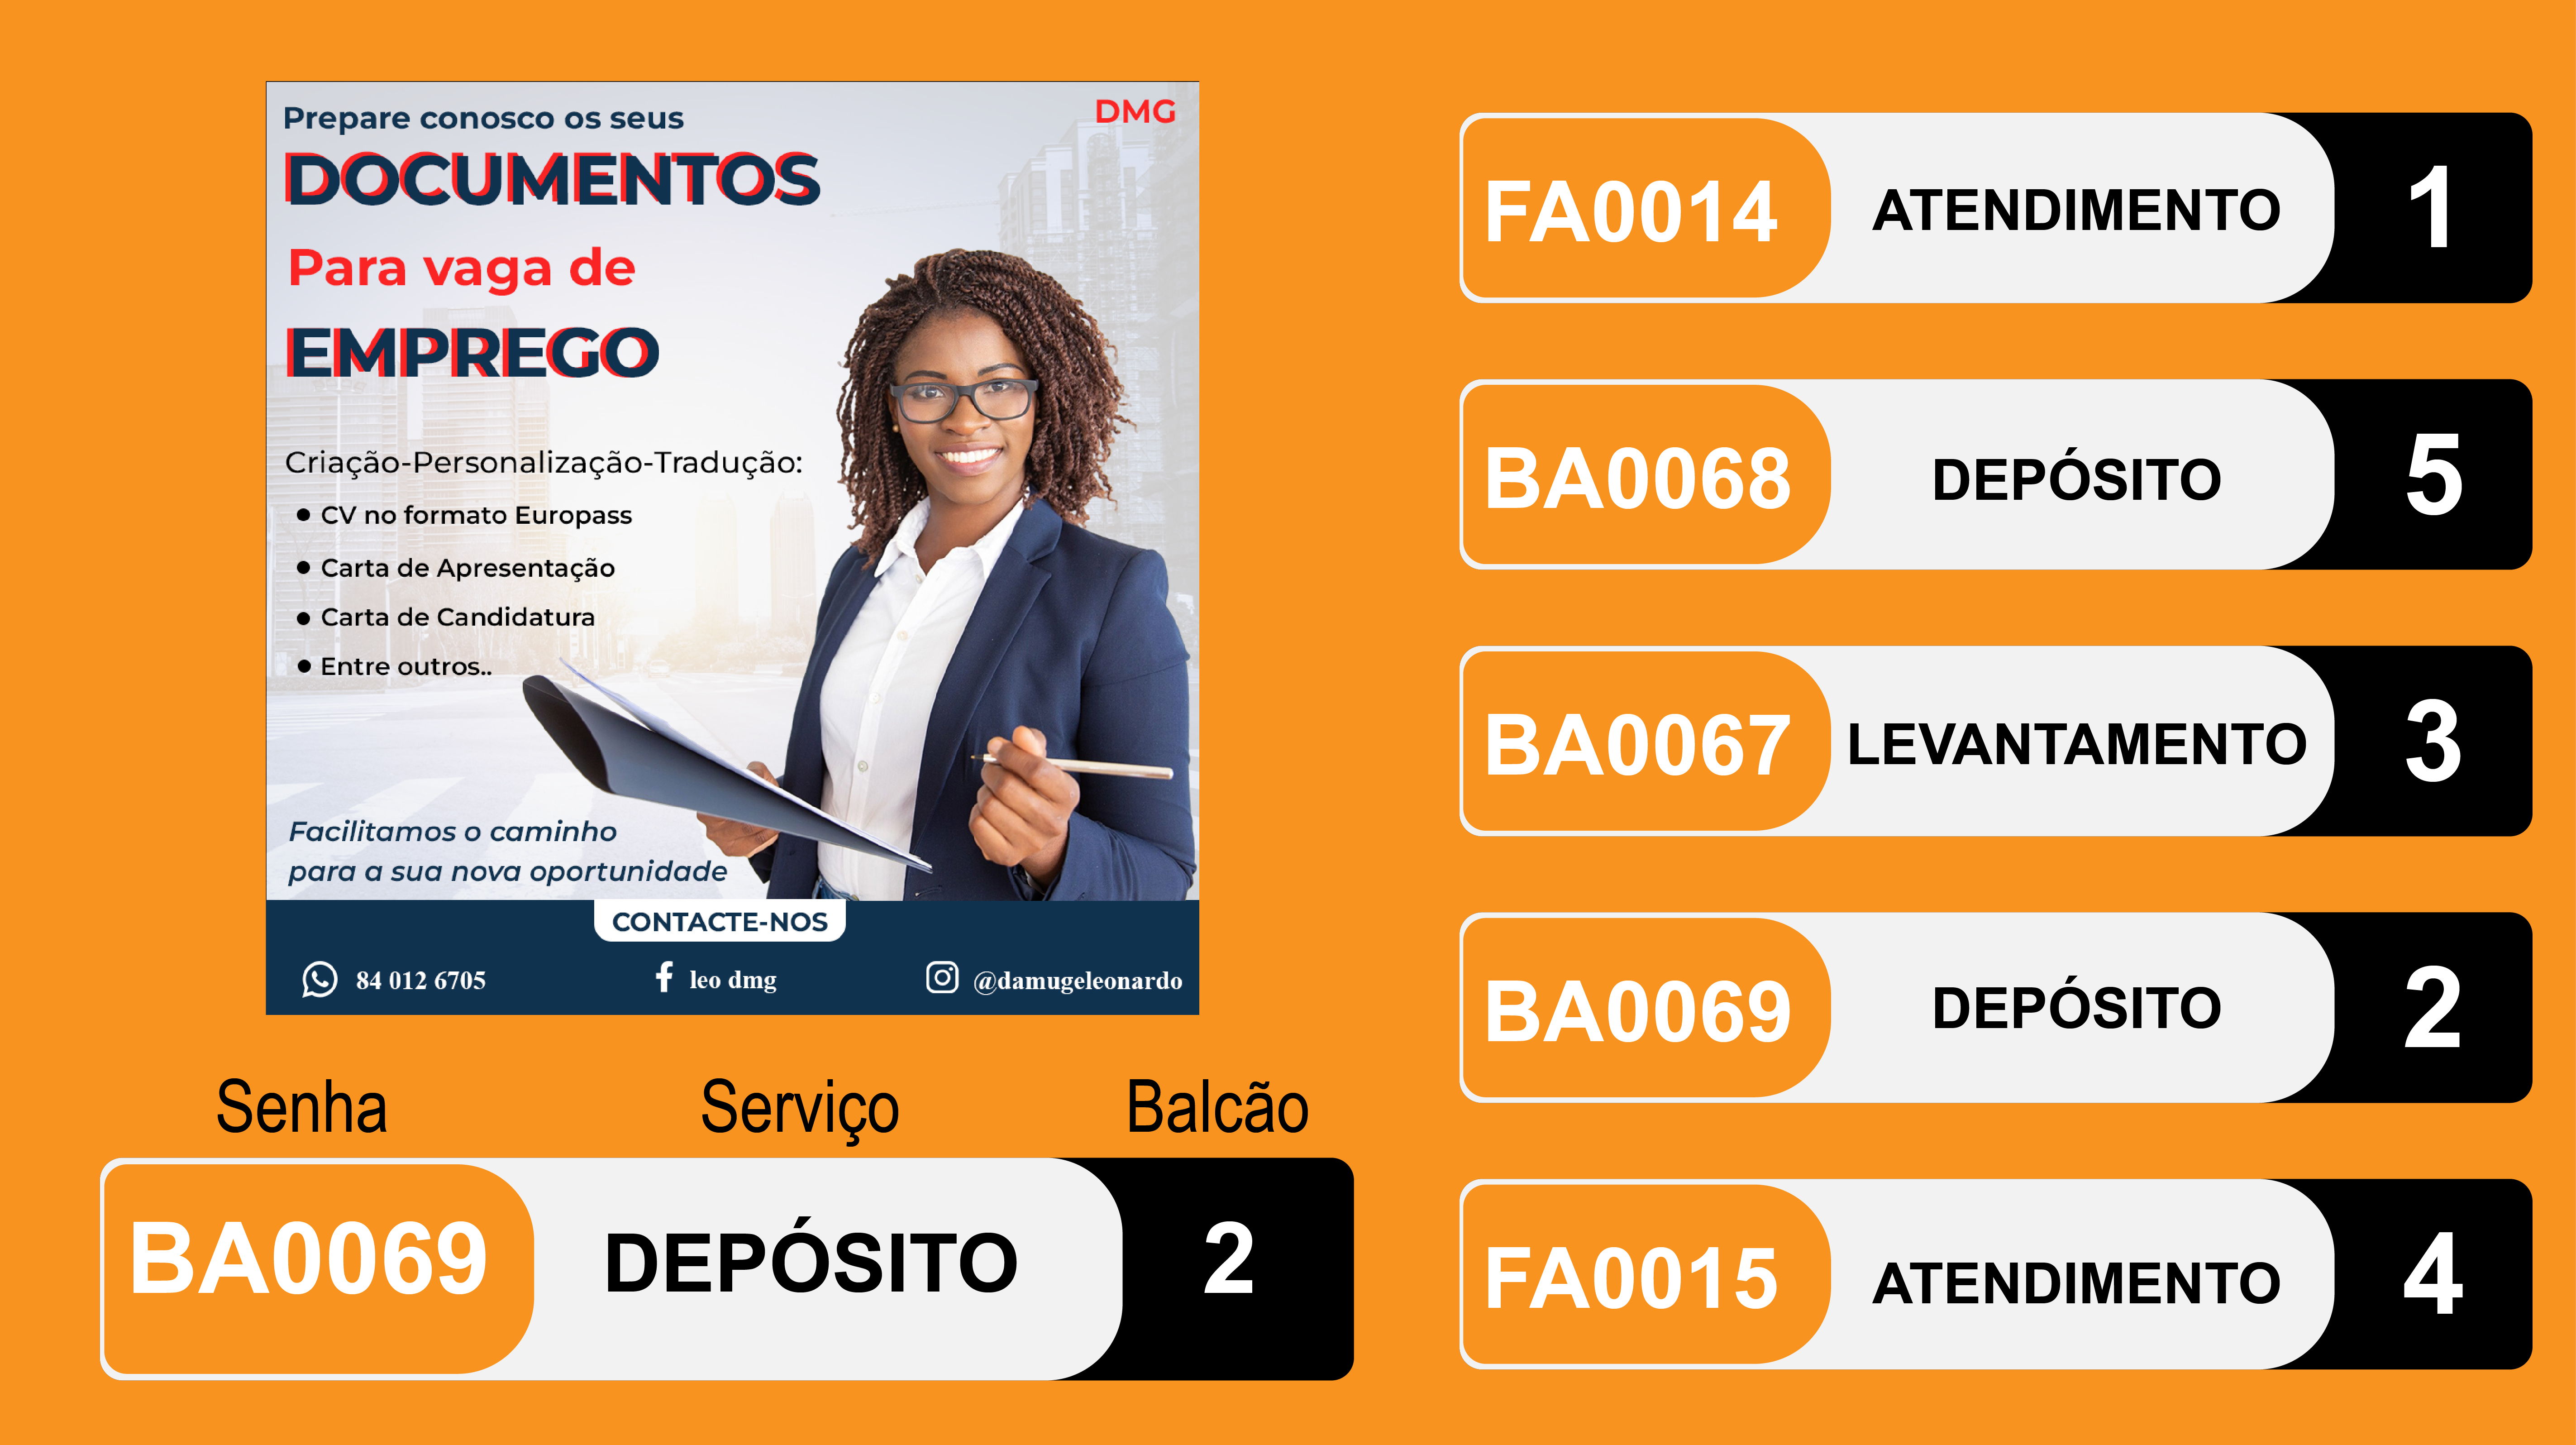 Prepare conosco os seus
DMG
DOCUMENTOS
Para vaga de
EMPREGO
Criação-Personalização-Tradução:
• CV no formato Europass
• Carta de Apresentação
• Carta de Candidatura
• Entre outros..
Facilitamos o caminho
para a sua nova oportunidade
CONTACTE-NOS
84 012 6705
leo dmg
@damugeleonardo
Senha Serviço Balcão
BA0069 DEPÓSITO 2
FA0014 ATENDIMENTO 1
BA0068 DEPÓSITO 5
BA0067 LEVANTAMENTO 3
BA0069 DEPÓSITO 2
FA0015 ATENDIMENTO 4